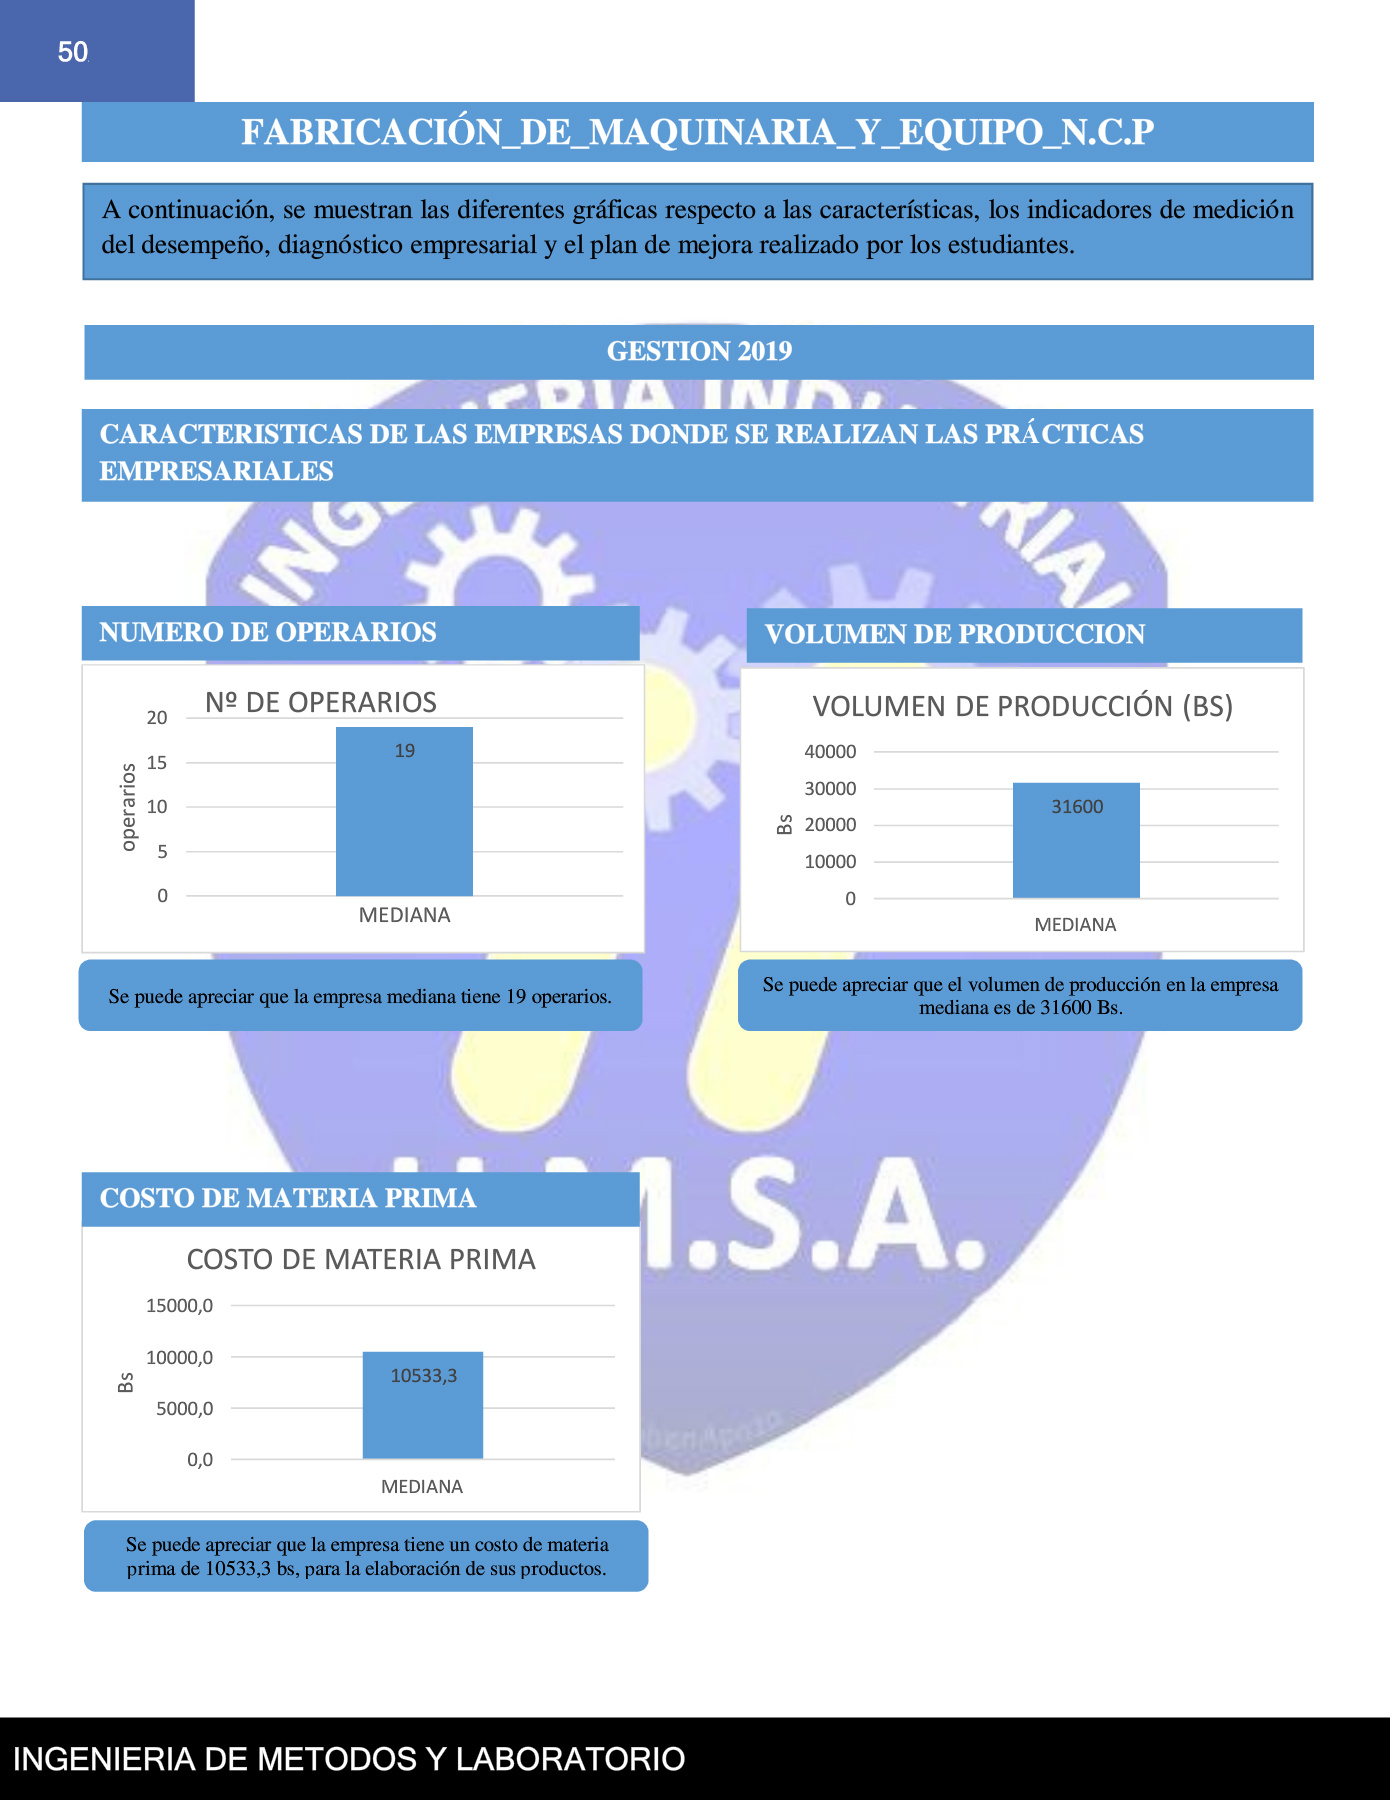 50
FABRICACIÓN_DE_MAQUINARIA_Y_EQUIPO_N.C.P
A continuación, se muestran las diferentes gráficas respecto a las características, los indicadores de medición
del desempeño, diagnóstico empresarial y el plan de mejora realizado por los estudiantes.
GESTION 2019
CARACTERISTICAS DE LAS EMPRESAS DONDE SE REALIZAN LAS PRÁCTICAS
EMPRESARIALES
NUMERO DE OPERARIOS
Nº DE OPERARIOS
20
15
10
5
0
operarios
19
MEDIANA
Se puede apreciar que la empresa mediana tiene 19 operarios.
VOLUMEN DE PRODUCCION
VOLUMEN DE PRODUCCIÓN (BS)
40000
30000
20000
10000
0
Bs
31600
MEDIANA
Se puede apreciar que el volumen de producción en la empresa
mediana es de 31600 Bs.
COSTO DE MATERIA PRIMA
COSTO DE MATERIA PRIMA
15000,0
10000,0
5000,0
0,0
Bs
10533,3
MEDIANA
Se puede apreciar que la empresa tiene un costo de materia
prima de 10533,3 bs, para la elaboración de sus productos.
INGENIERIA DE METODOS Y LABORATORIO